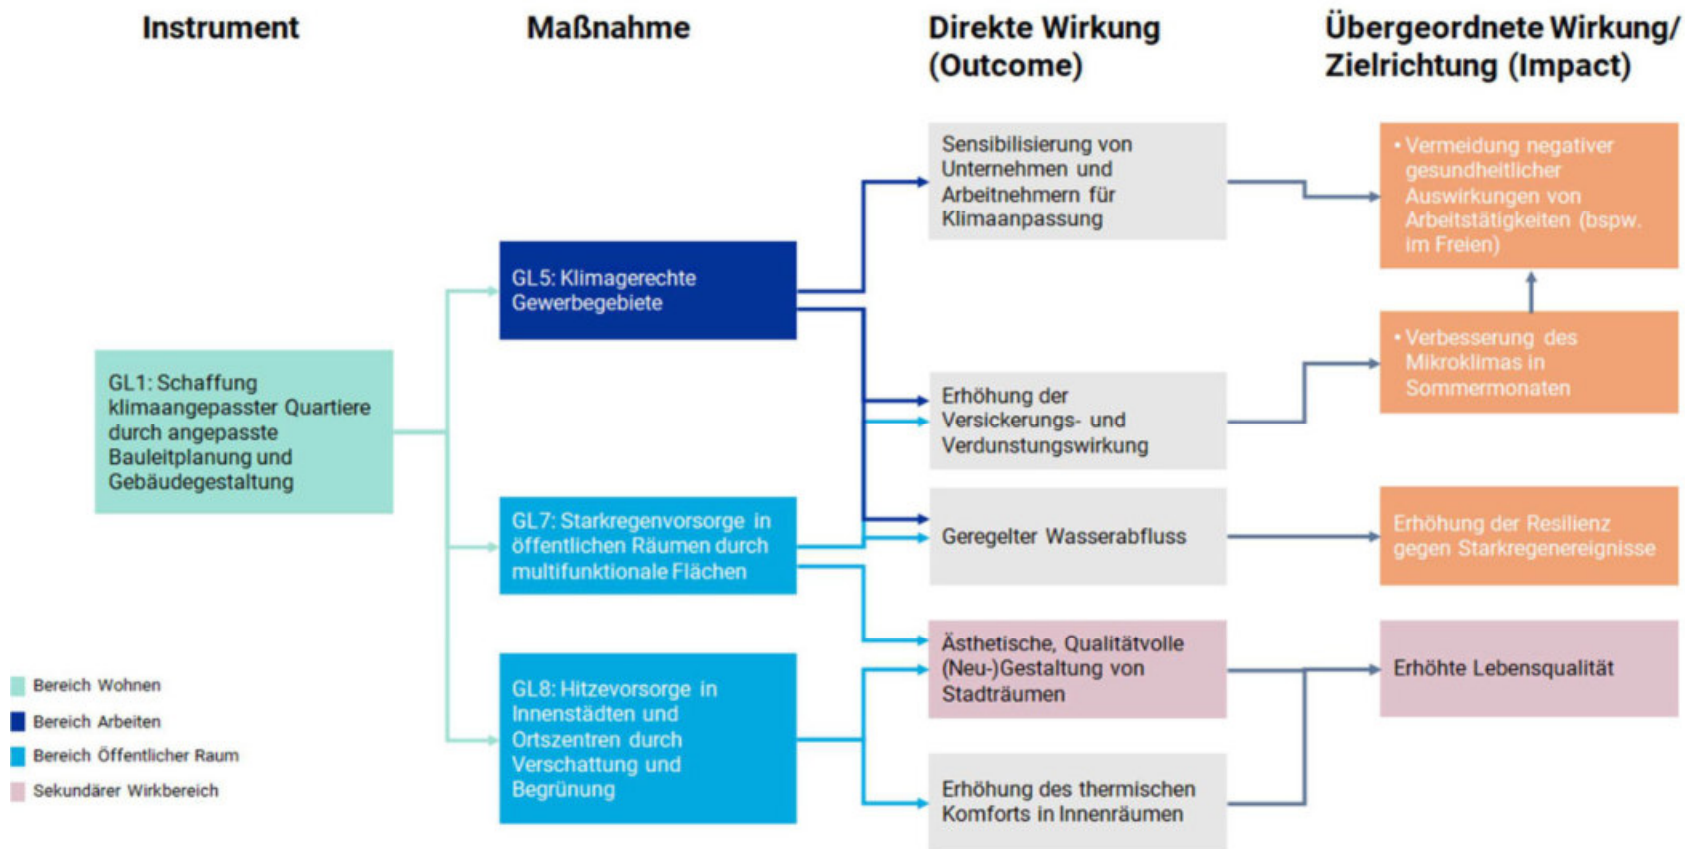 Instrument
Maßnahme
Direkte Wirkung
(Outcome)
Übergeordnete Wirkung/
Zielrichtung (Impact)
GL1: Schaffung
klimaangepasster Quartiere
durch angepasste
Bauleitplanung und
Gebäudegestaltung
GL5: Klimagerechte
Gewerbegebiete
GL7: Starkregenvorsorge in
öffentlichen Räumen durch
multifunktionale Flächen
GL8: Hitzevorsorge in
Innenstädten und
Ortszentren durch
Verschattung und
Begrünung
Sensibilisierung von
Unternehmen und
Arbeitnehmern für
Klimaanpassung
Erhöhung der
Versickerungs- und
Verdunstungswirkung
Geregelter Wasserabfluss
Ästhetische, Qualitätvolle
(Neu-)Gestaltung von
Stadträumen
Erhöhung des thermischen
Komforts in Innenräumen
• Vermeidung negativer
gesundheitlicher
Auswirkungen von
Arbeitstätigkeiten (bspw.
im Freien)
• Verbesserung des
Mikroklimas in
Sommermonaten
Erhöhung der Resilienz
gegen Starkregenereignisse
Erhöhte Lebensqualität
Bereich Wohnen
Bereich Arbeiten
Bereich Öffentlicher Raum
Sekundärer Wirkbereich